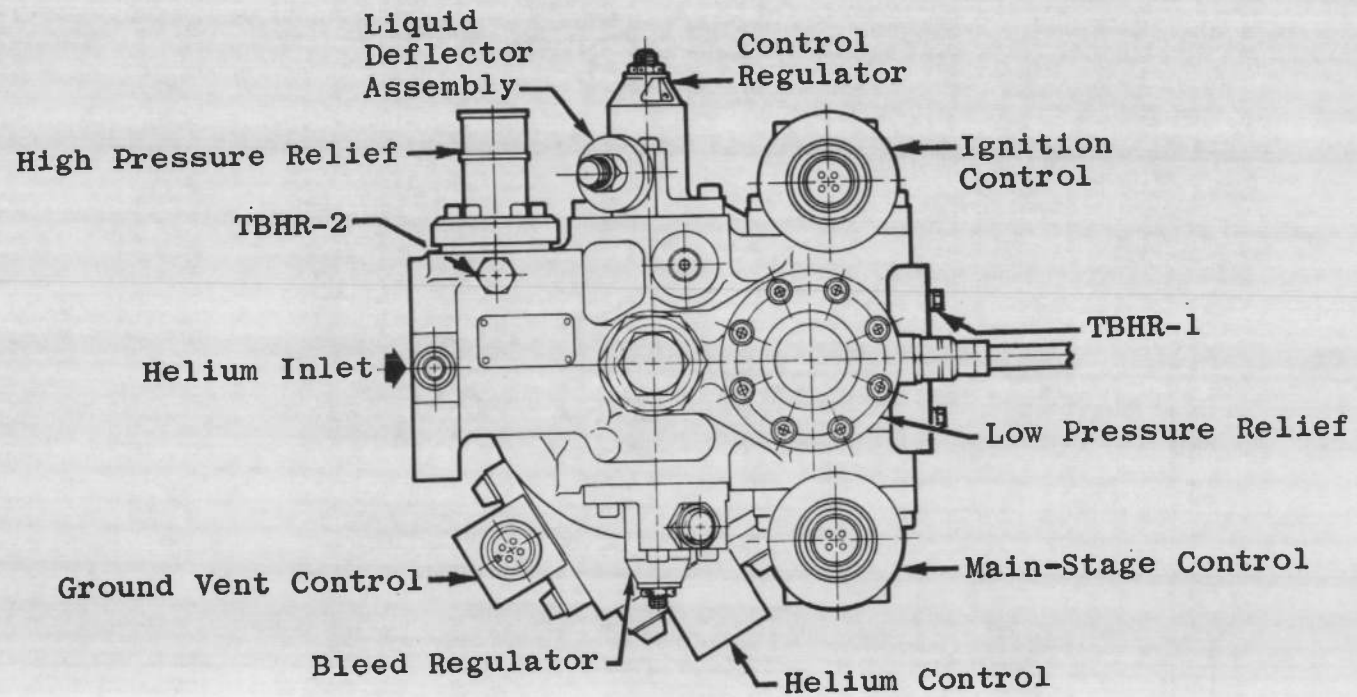 Liquid
Deflector
Assembly
Control
Regulator
High Pressure Relief
Ignition
Control
TBHR-2
TBHR-1
Helium Inlet
Low Pressure Relief
Ground Vent Control
Main-Stage Control
Bleed Regulator
Helium Control